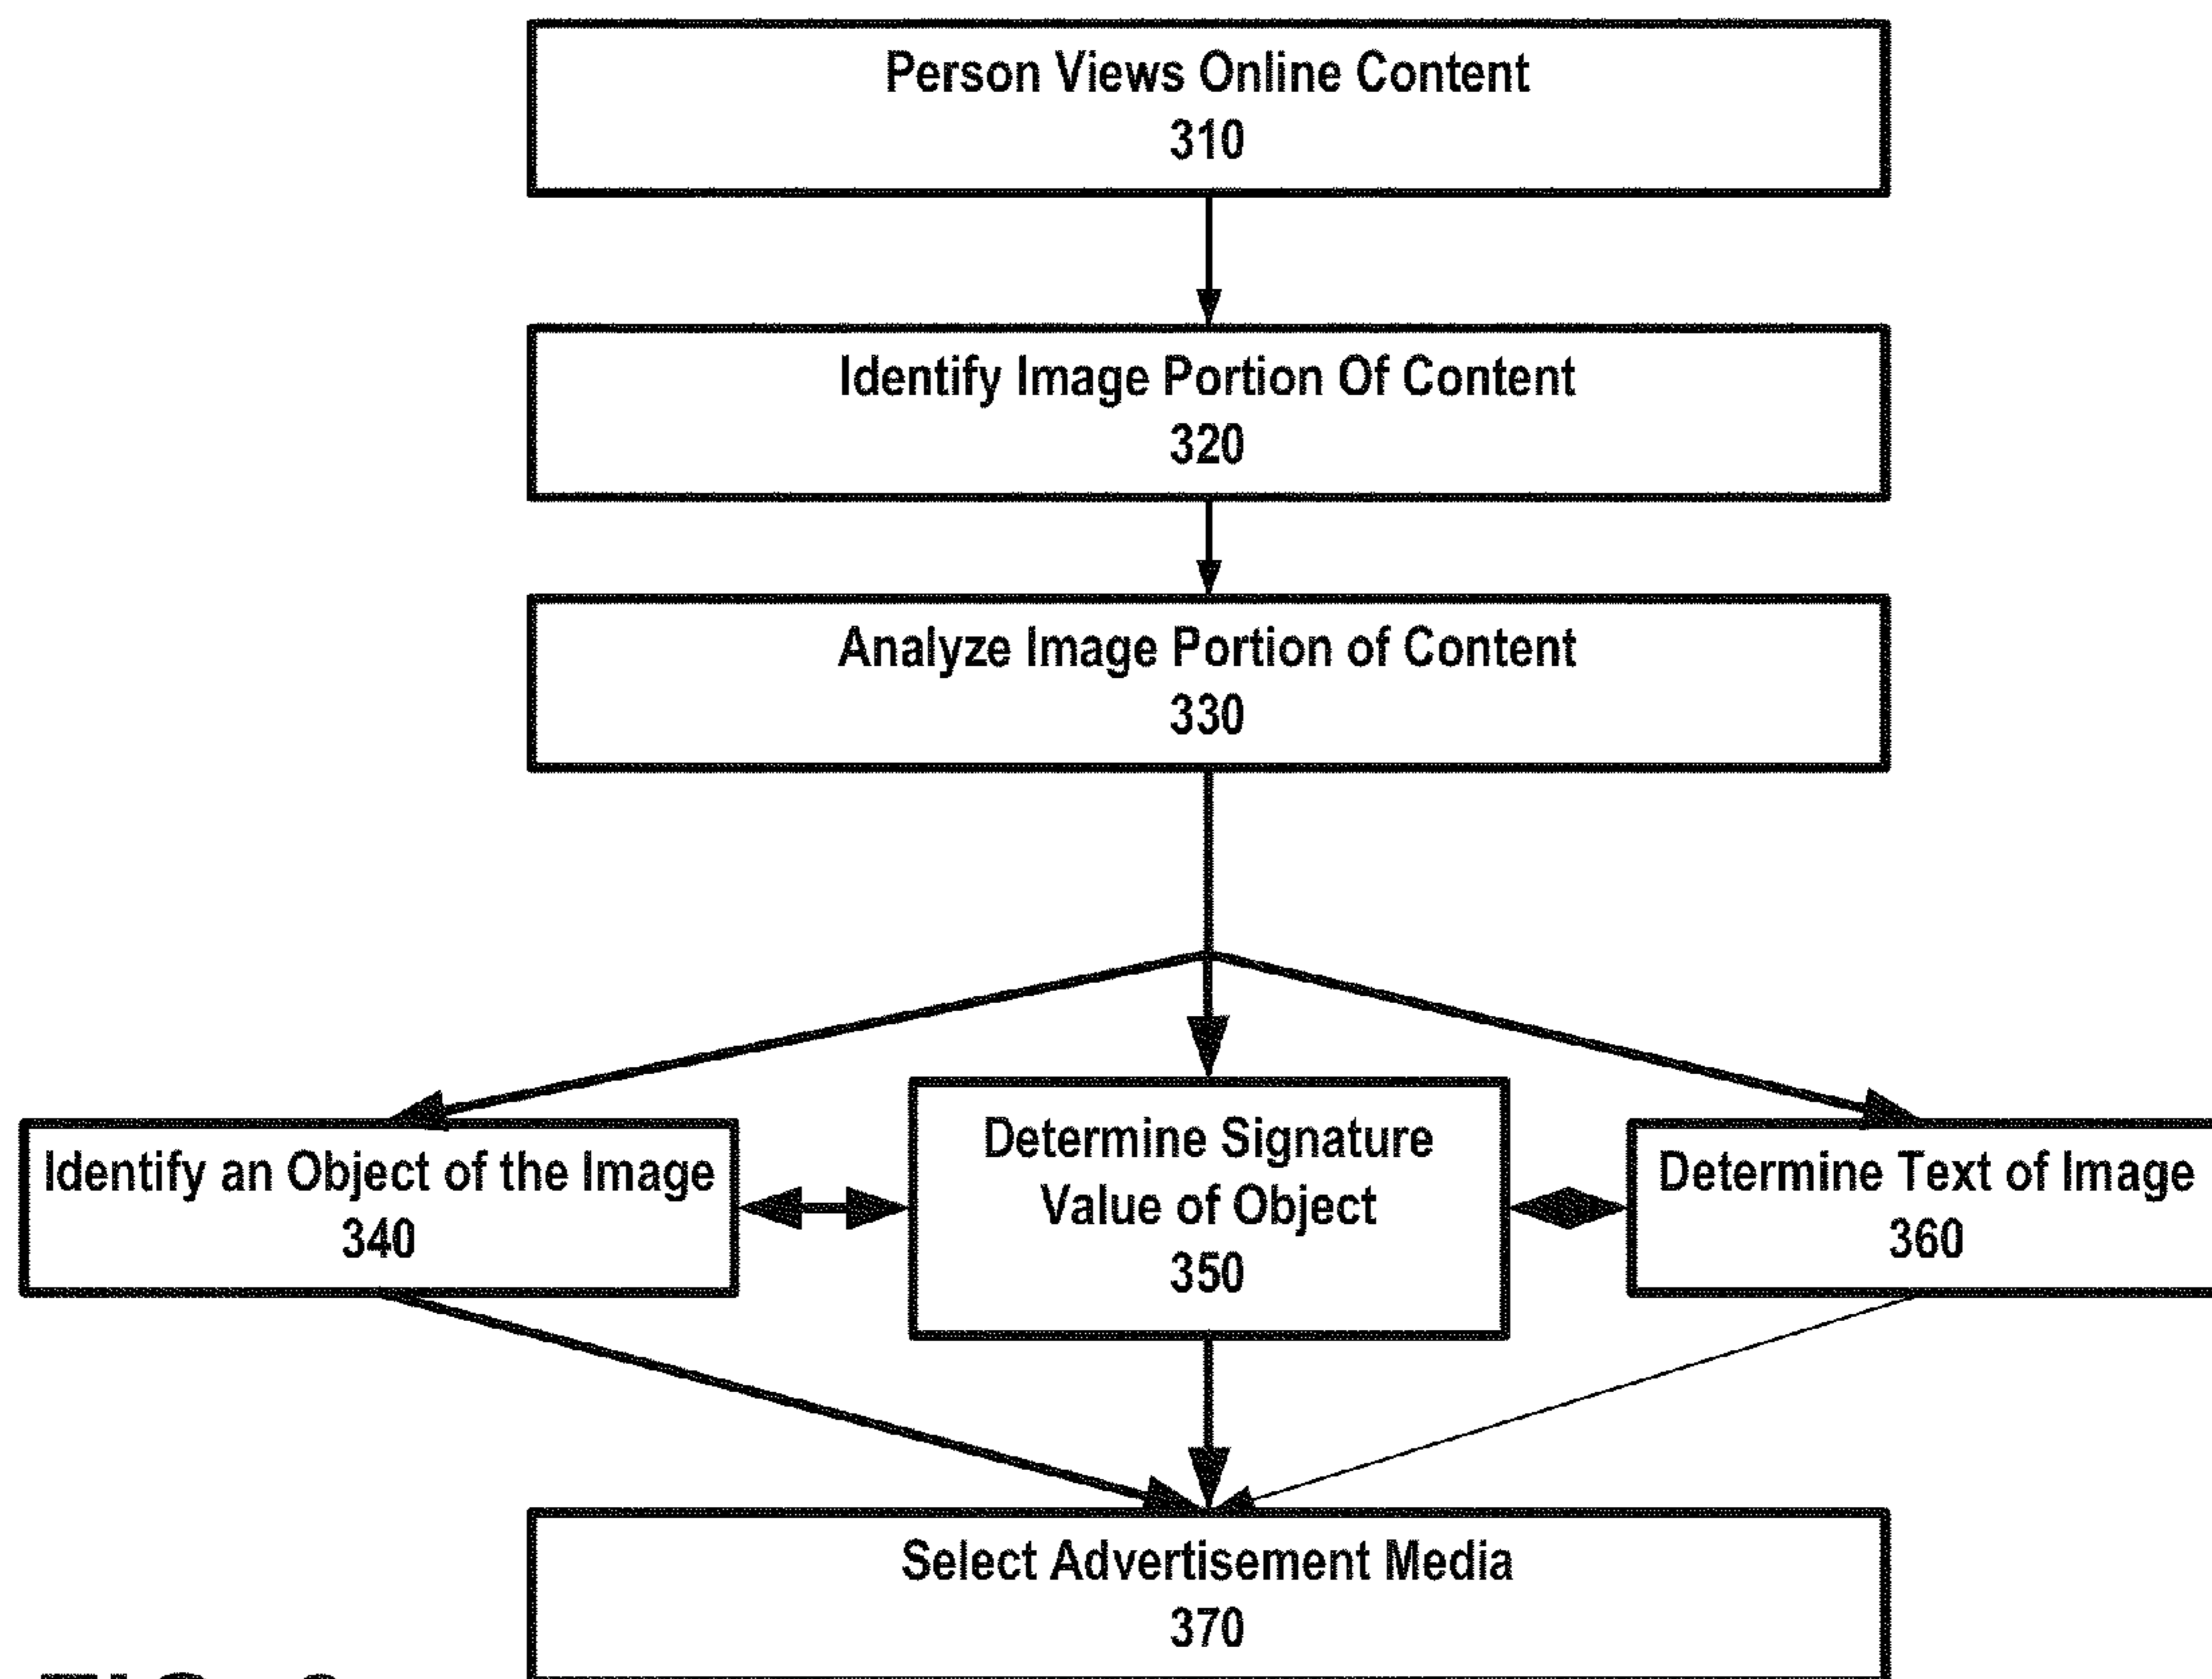 Person Views Online Content
310
Identify Image Portion Of Content
320
Analyze Image Portion of Content
330
Identify an Object of the Image
340
Determine Signature
Value of Object
350
Determine Text of Image
360
Select Advertisement Media
370